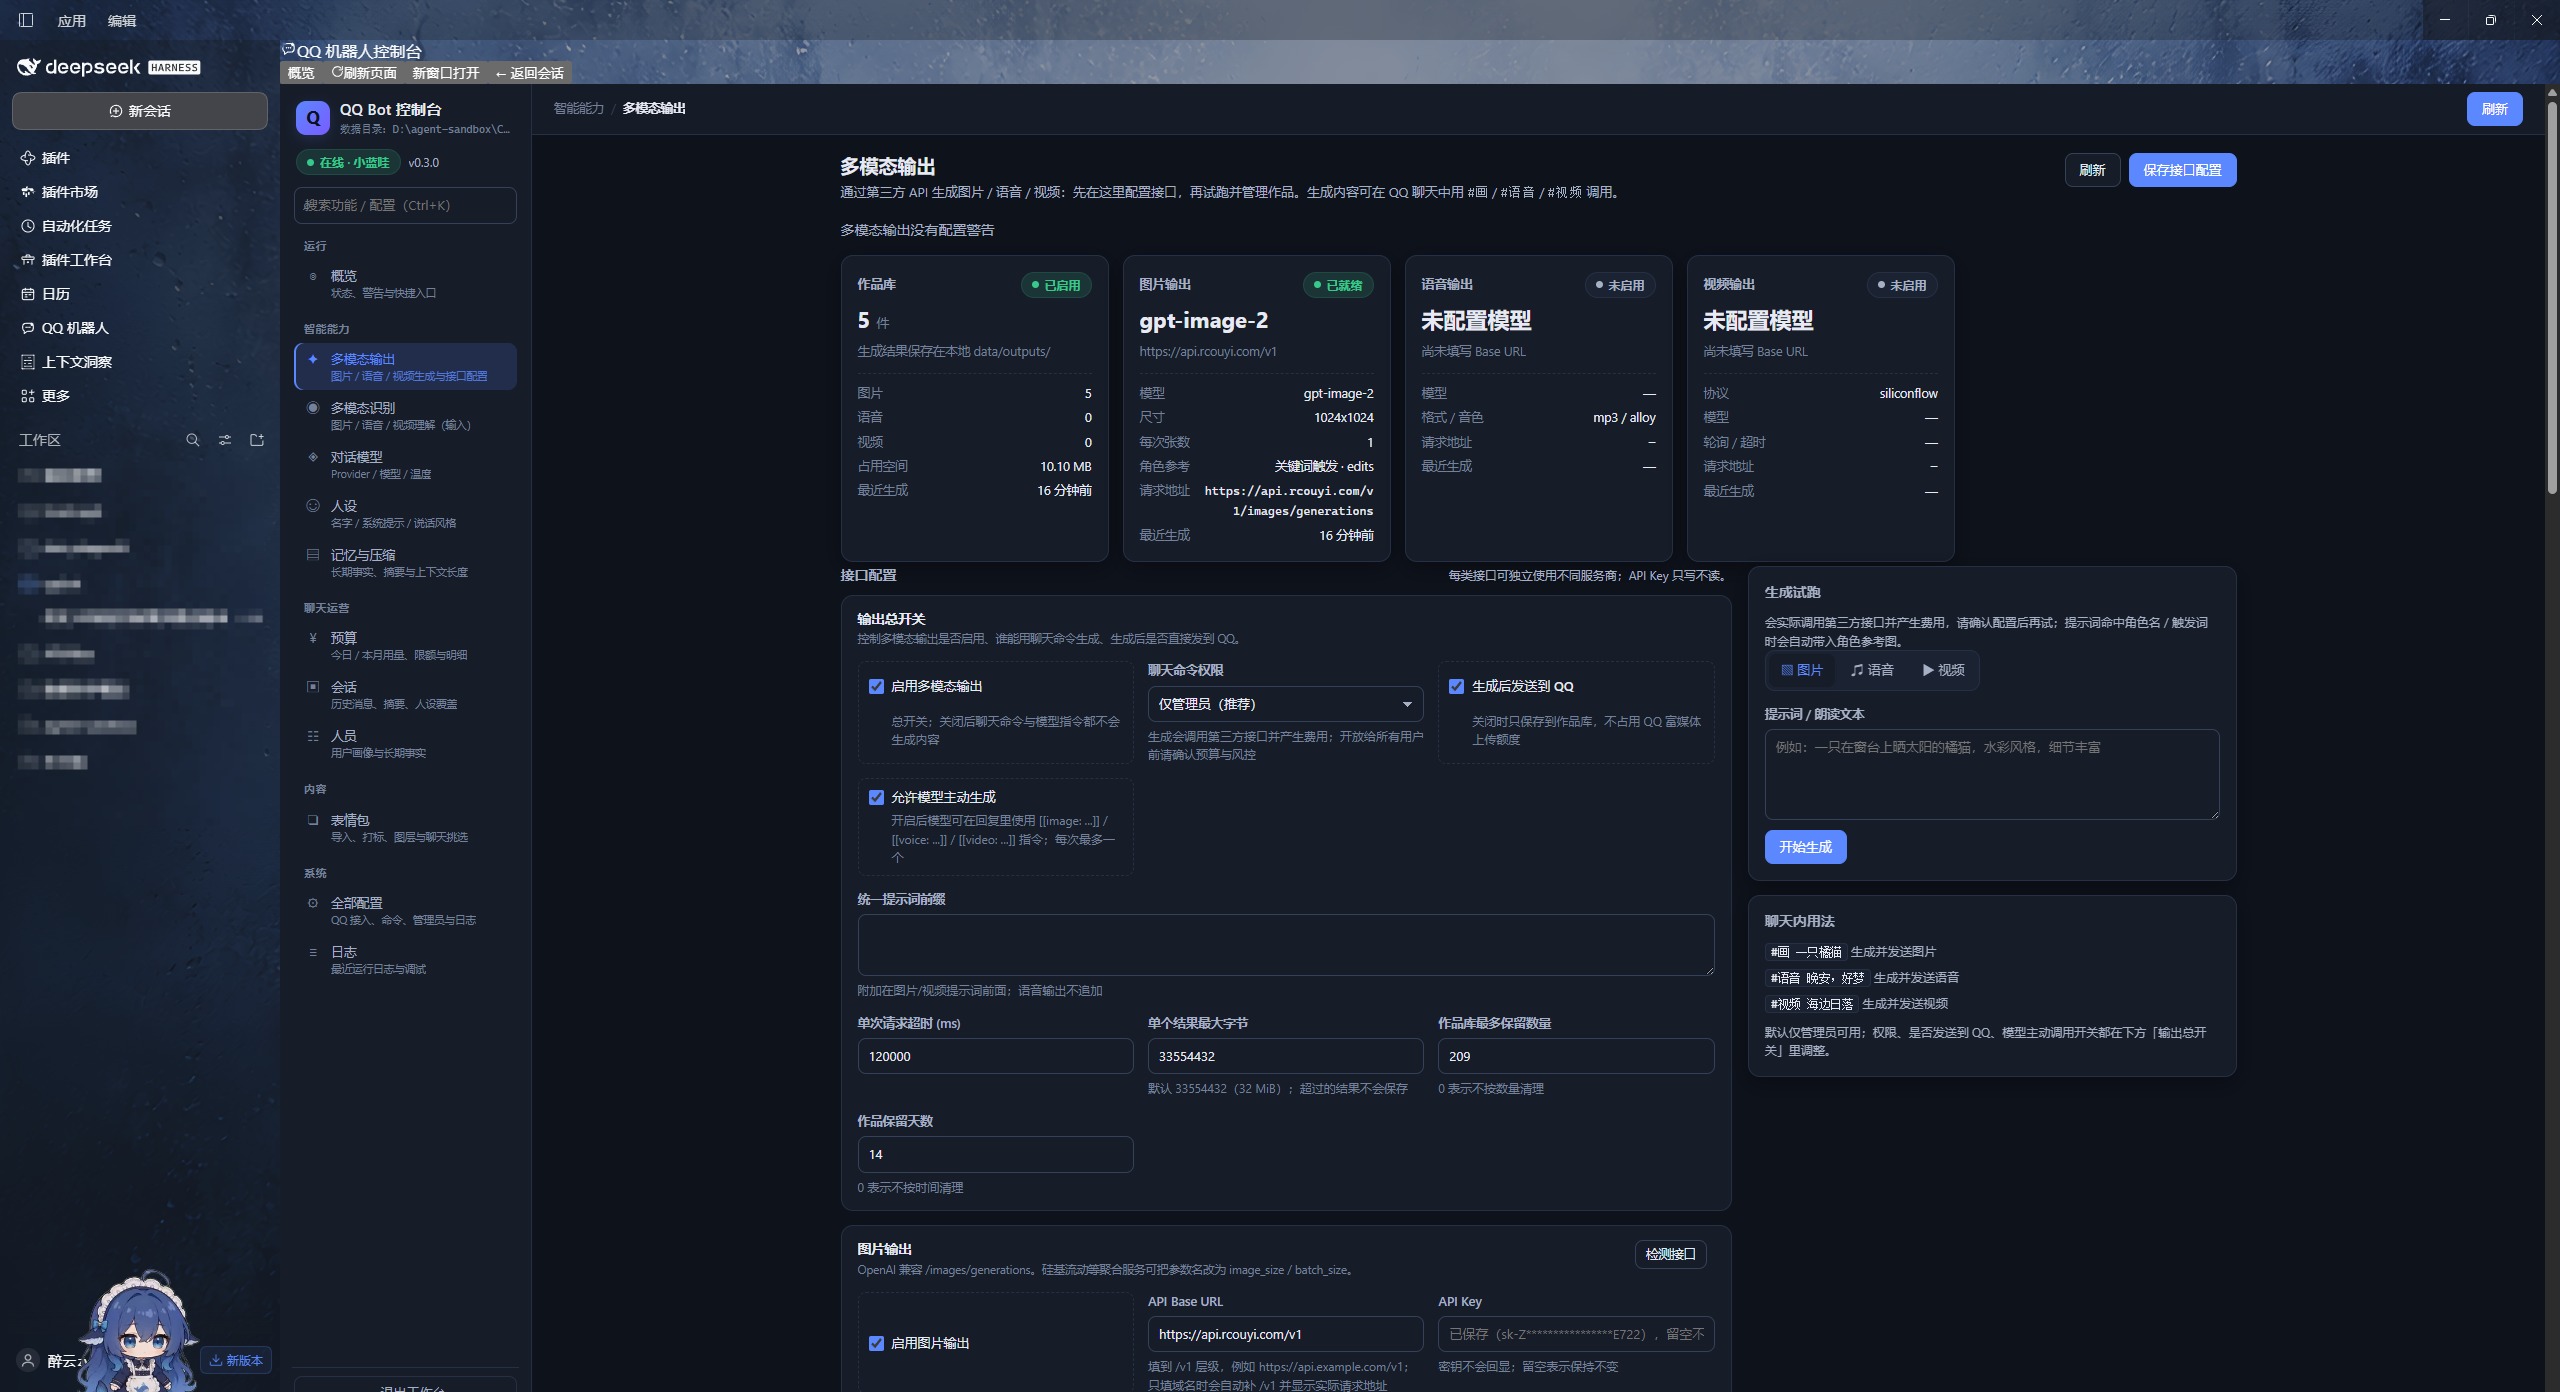 应用 编辑
deepseek HARNESS
新会话
插件
插件市场
自动化任务
插件工作台
日历
QQ 机器人
上下文洞察
更多
工作区
新版本
QQ 机器人控制台
概览 刷新页面 新窗口打开 ← 返回会话
Q
QQ Bot 控制台
数据目录: D:\agent-sandbox\C...
在线 · 小蓝哇 v0.3.0
搜索功能 / 配置（Ctrl+K）
运行
概览
状态、警告与快捷入口
智能能力
多模态输出
图片 / 语音 / 视频生成与接口配置
多模态识别
图片 / 语音 / 视频理解（输入）
对话模型
Provider / 模型 / 温度
人设
名字 / 系统提示 / 说话风格
记忆与压缩
长期事实、摘要与上下文长度
聊天运营
¥ 预算
今日 / 本月用量、限额与明细
会话
历史消息、摘要、人设覆盖
人员
用户画像与长期事实
内容
表情包
导入、打标、图层与聊天挑选
系统
全部配置
QQ 接入、命令、管理员与日志
日志
最近运行日志与调试
智能能力 / 多模态输出
刷新
多模态输出
通过第三方 API 生成图片 / 语音 / 视频：先在这里配置接口，再试跑并管理作品。生成内容可在 QQ 聊天中用 #画 / #语音 / #视频 调用。
刷新 保存接口配置
多模态输出没有配置警告
作品库 已启用
5 件
生成结果保存在本地 data/outputs/
图片 5
语音 0
视频 0
占用空间 10.10 MB
最近生成 16 分钟前
图片输出 已就绪
gpt-image-2
https://api.rcouyi.com/v1
模型 gpt-image-2
尺寸 1024x1024
每次张数 1
角色参考 关键词触发 · edits
请求地址 https://api.rcouyi.com/v
1/images/generations
最近生成 16 分钟前
语音输出 未启用
未配置模型
尚未填写 Base URL
模型 —
格式 / 音色 mp3 / alloy
请求地址 –
最近生成 —
视频输出 未启用
未配置模型
尚未填写 Base URL
协议 siliconflow
模型 —
轮询 / 超时 —
请求地址 –
最近生成 —
接口配置 每类接口可独立使用不同服务商；API Key 只写不读。
输出总开关
控制多模态输出是否启用、谁能用聊天命令生成、生成后是否直接发到 QQ。
启用多模态输出
总开关；关闭后聊天命令与模型指令都不会
生成内容
聊天命令权限
仅管理员（推荐）
生成会调用第三方接口并产生费用；开放给所有用户
前请确认预算与风控
生成后发送到 QQ
关闭时只保存到作品库，不占用 QQ 富媒体
上传额度
允许模型主动生成
开启后模型可在回复里使用 [[image: ...]] /
[[voice: ...]] / [[video: ...]] 指令；每次最多一
个
统一提示词前缀
附加在图片/视频提示词前面；语音输出不追加
单次请求超时 (ms)
120000
单个结果最大字节
33554432
默认 33554432（32 MiB）；超过的结果不会保存
作品库最多保留数量
209
0 表示不按数量清理
作品保留天数
14
0 表示不按时间清理
图片输出
OpenAI 兼容 /images/generations。硅基流动等聚合服务可把参数名改为 image_size / batch_size。
检测接口
启用图片输出
API Base URL
https://api.rcouyi.com/v1
填到 /v1 层级，例如 https://api.example.com/v1；
只填域名时会自动补 /v1 并显示实际请求地址
API Key
已保存（sk-Z****************E722），留空不
密钥不会回显；留空表示保持不变
生成试跑
会实际调用第三方接口并产生费用，请确认配置后再试；提示词命中角色名 / 触发词
时会自动带入角色参考图。
图片 语音 视频
提示词 / 朗读文本
例如：一只在窗台上晒太阳的橘猫，水彩风格，细节丰富
开始生成
聊天内用法
#画 一只橘猫 生成并发送图片
#语音 晚安，好梦 生成并发送语音
#视频 海边日落 生成并发送视频
默认仅管理员可用；权限、是否发送到 QQ、模型主动调用开关都在下方「输出总开
关」里调整。